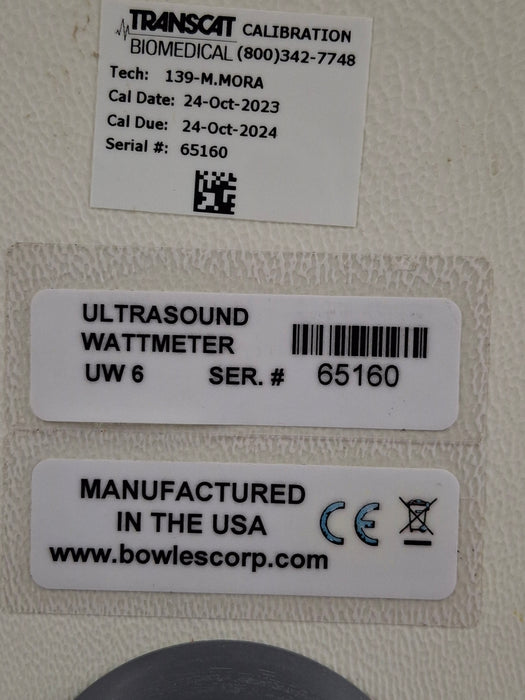 TRANSCAT CALIBRATION
BIOMEDICAL (800)342-7748
Tech: 139-M.MORA
Cal Date: 24-Oct-2023
Cal Due: 24-Oct-2024
Serial #: 65160
ULTRASOUND
WATTMETER
UW 6 SER. # 65160
MANUFACTURED
IN THE USA
www.bowlescorp.com
CE